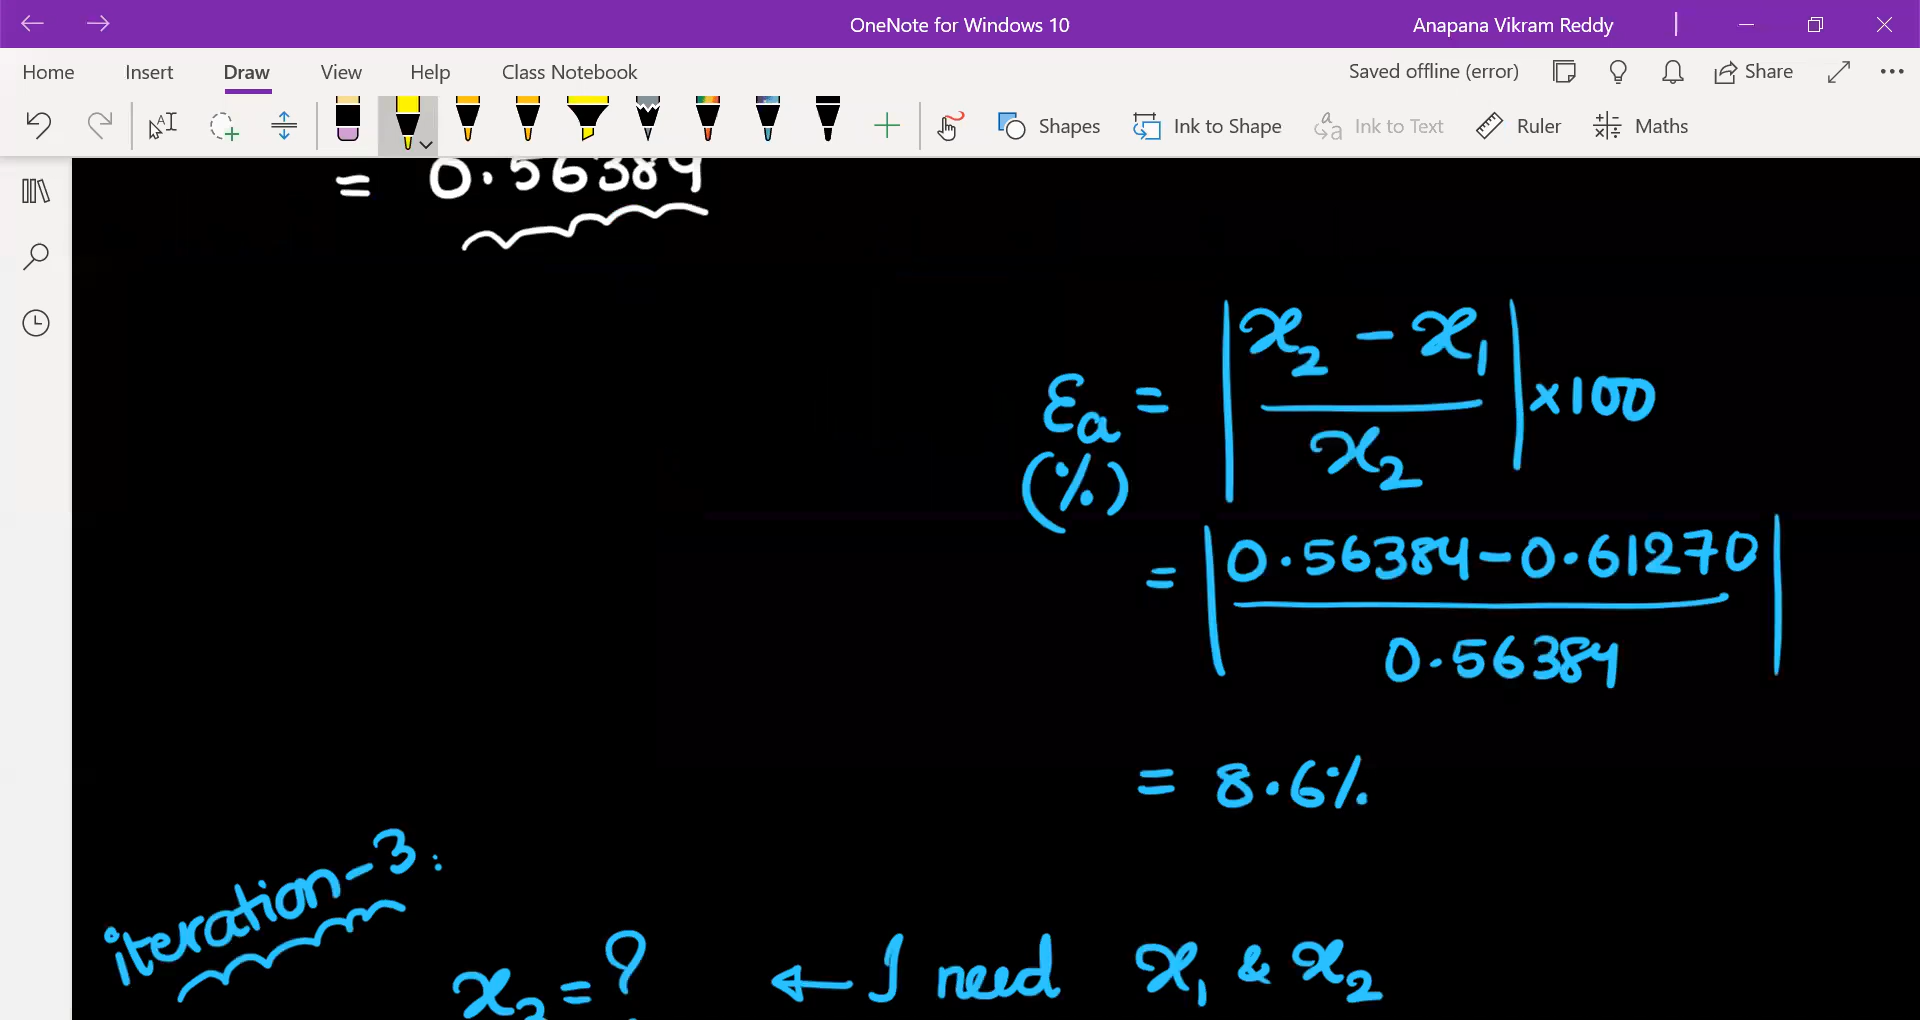 OneNote for Windows 10
Anapana Vikram Reddy
Home Insert Draw View Help Class Notebook
Saved offline (error) Share
Shapes Ink to Shape Ink to Text Ruler Maths
= 0.56384
εₐ = | x₂ - x₁ / x₂ | ×100
(%)
= | 0.56384-0.61270 / 0.56384 |
= 8.6%
iteration-3:
x₃ = ? ← I need x₁ & x₂